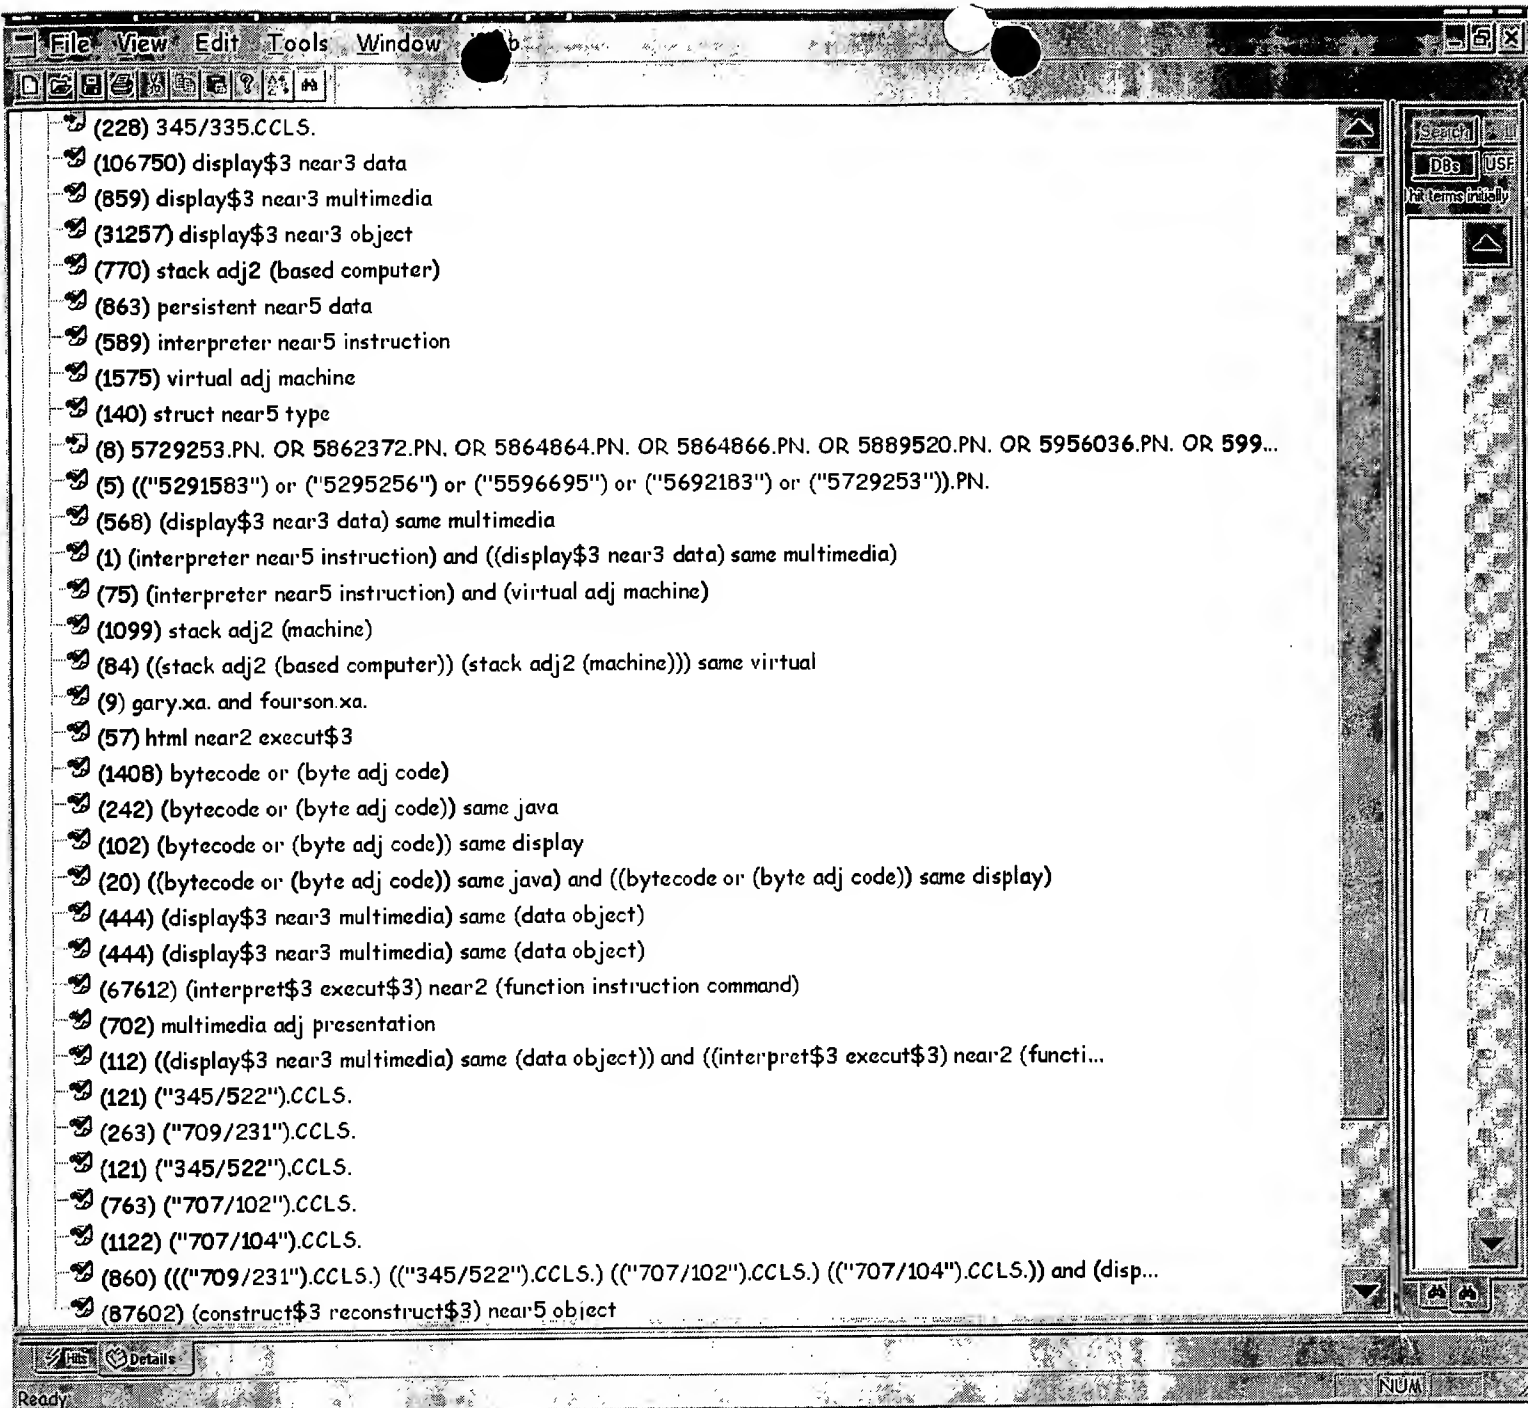 File View Edit Tools Window
(228) 345/335.CCLS.
(106750) display$3 near3 data
(859) display$3 near3 multimedia
(31257) display$3 near3 object
(770) stack adj2 (based computer)
(863) persistent near5 data
(589) interpreter near5 instruction
(1575) virtual adj machine
(140) struct near5 type
(8) 5729253.PN. OR 5862372.PN. OR 5864864.PN. OR 5864866.PN. OR 5889520.PN. OR 5956036.PN. OR 599...
(5) (("5291583") or ("5295256") or ("5596695") or ("5692183") or ("5729253")).PN.
(568) (display$3 near3 data) same multimedia
(1) (interpreter near5 instruction) and ((display$3 near3 data) same multimedia)
(75) (interpreter near5 instruction) and (virtual adj machine)
(1099) stack adj2 (machine)
(84) ((stack adj2 (based computer)) (stack adj2 (machine))) same virtual
(9) gary.xa. and fourson.xa.
(57) html near2 execut$3
(1408) bytecode or (byte adj code)
(242) (bytecode or (byte adj code)) same java
(102) (bytecode or (byte adj code)) same display
(20) ((bytecode or (byte adj code)) same java) and ((bytecode or (byte adj code)) same display)
(444) (display$3 near3 multimedia) same (data object)
(444) (display$3 near3 multimedia) same (data object)
(67612) (interpret$3 execut$3) near2 (function instruction command)
(702) multimedia adj presentation
(112) ((display$3 near3 multimedia) same (data object)) and ((interpret$3 execut$3) near2 (functi...
(121) ("345/522").CCLS.
(263) ("709/231").CCLS.
(121) ("345/522").CCLS.
(763) ("707/102").CCLS.
(1122) ("707/104").CCLS.
(860) ((("709/231").CCLS.) (("345/522").CCLS.) (("707/102").CCLS.) (("707/104").CCLS.)) and (disp...
(87602) (construct$3 reconstruct$3) near5 object
Search
DBs USF
hit terms initially
Hits Details
Ready
NUM